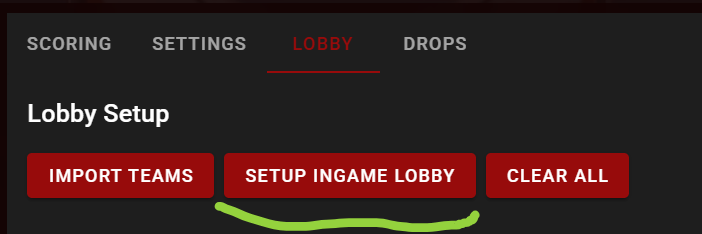 SCORING SETTINGS LOBBY DROPS
Lobby Setup
IMPORT TEAMS SETUP INGAME LOBBY CLEAR ALL